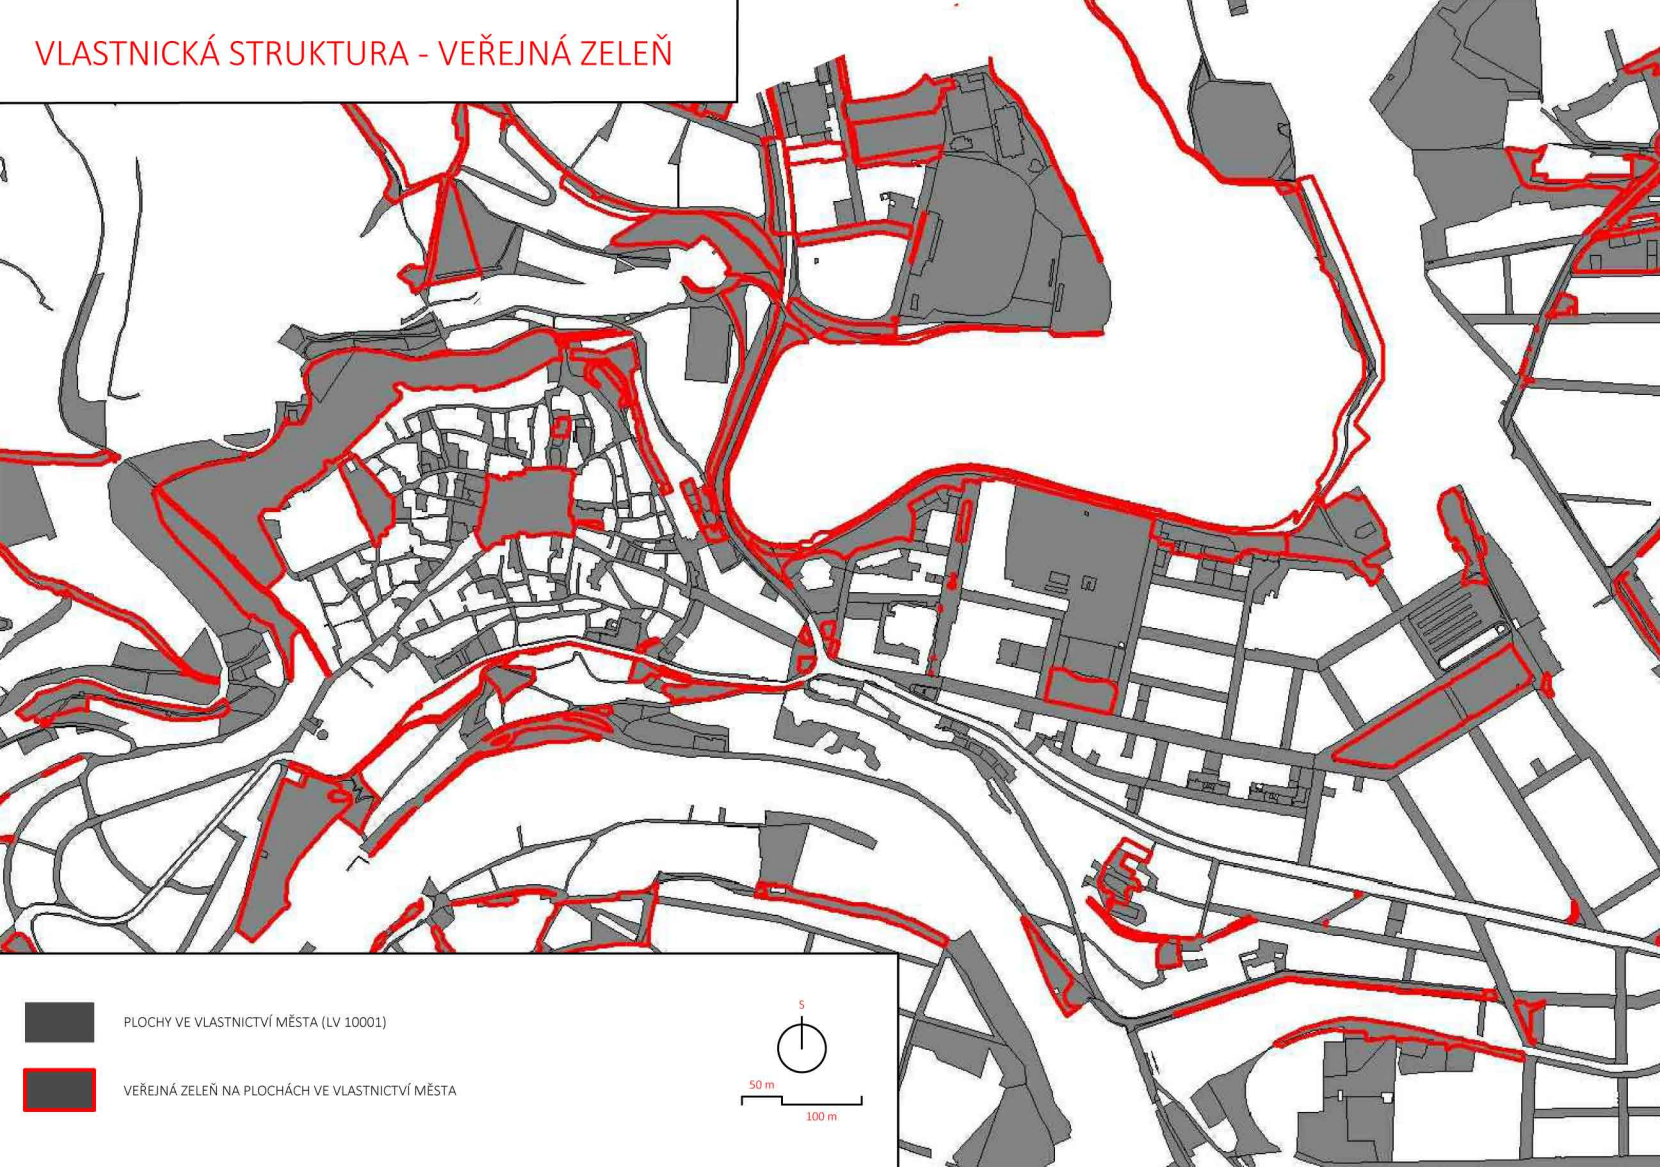 VLASTNICKÁ STRUKTURA - VEŘEJNÁ ZELEŇ
PLOCHY VE VLASTNICTVÍ MĚSTA (LV 10001)
VEŘEJNÁ ZELEŇ NA PLOCHÁCH VE VLASTNICTVÍ MĚSTA
S
50 m
100 m